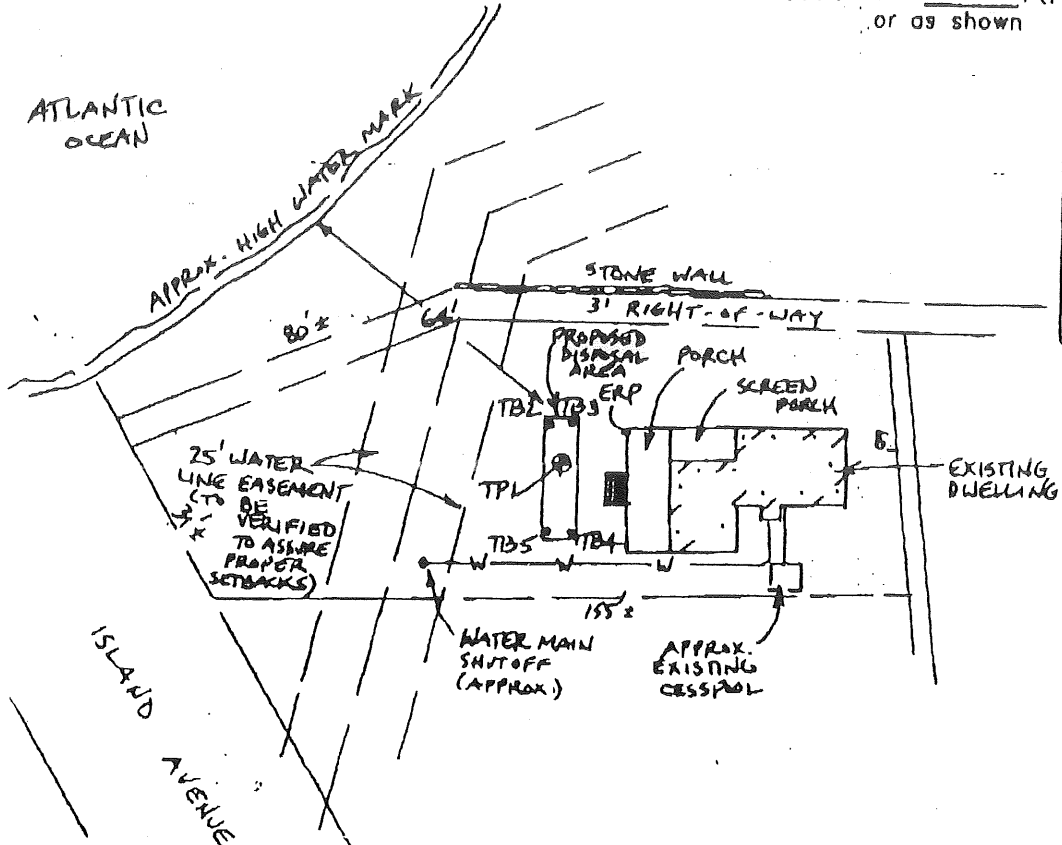 or as shown
ATLANTIC
OCEAN
APPROX. HIGH WATER MARK
STONE WALL
3' RIGHT-OF-WAY
80'±
64'
PROPOSED
DISPOSAL
AREA
PORCH
ERP
SCREEN
PORCH
TB2
TB3
TP1
TB5
TB4
EXISTING
DWELLING
25' WATER
LINE EASEMENT
(TO BE
VERIFIED
TO ASSURE
PROPER
SETBACKS)
W W W
155±
WATER MAIN
SHUTOFF
(APPROX.)
APPROX.
EXISTING
CESSPOOL
ISLAND
AVENUE